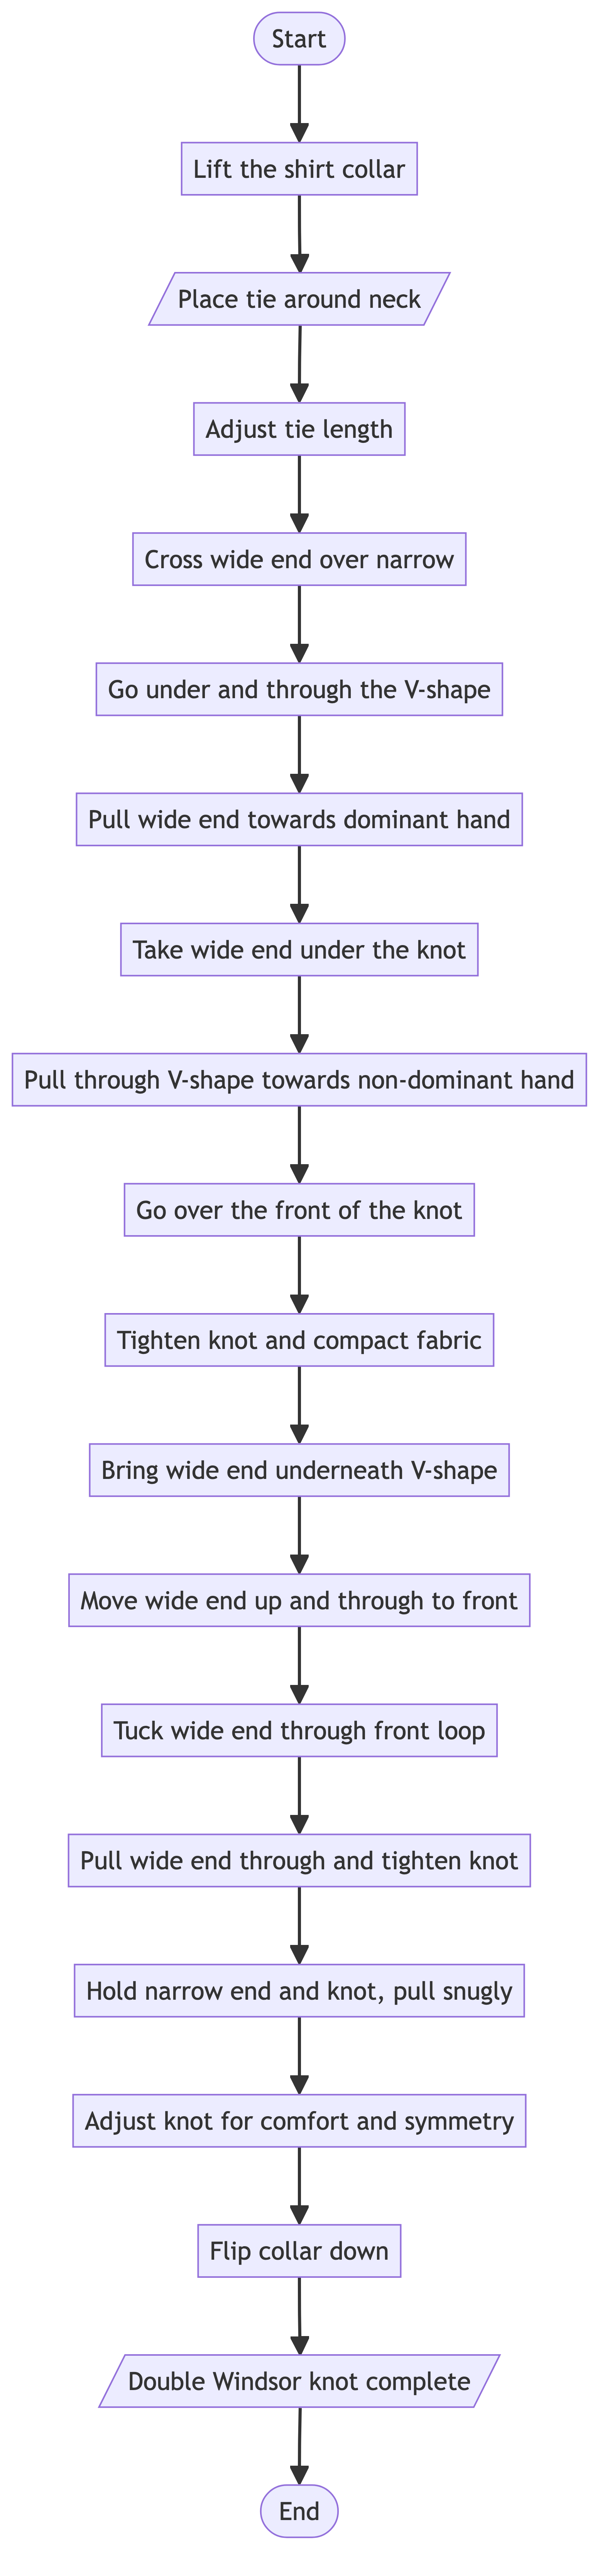 Start
Lift the shirt collar
Place tie around neck
Adjust tie length
Cross wide end over narrow
Go under and through the V-shape
Pull wide end towards dominant hand
Take wide end under the knot
Pull through V-shape towards non-dominant hand
Go over the front of the knot
Tighten knot and compact fabric
Bring wide end underneath V-shape
Move wide end up and through to front
Tuck wide end through front loop
Pull wide end through and tighten knot
Hold narrow end and knot, pull snugly
Adjust knot for comfort and symmetry
Flip collar down
Double Windsor knot complete
End